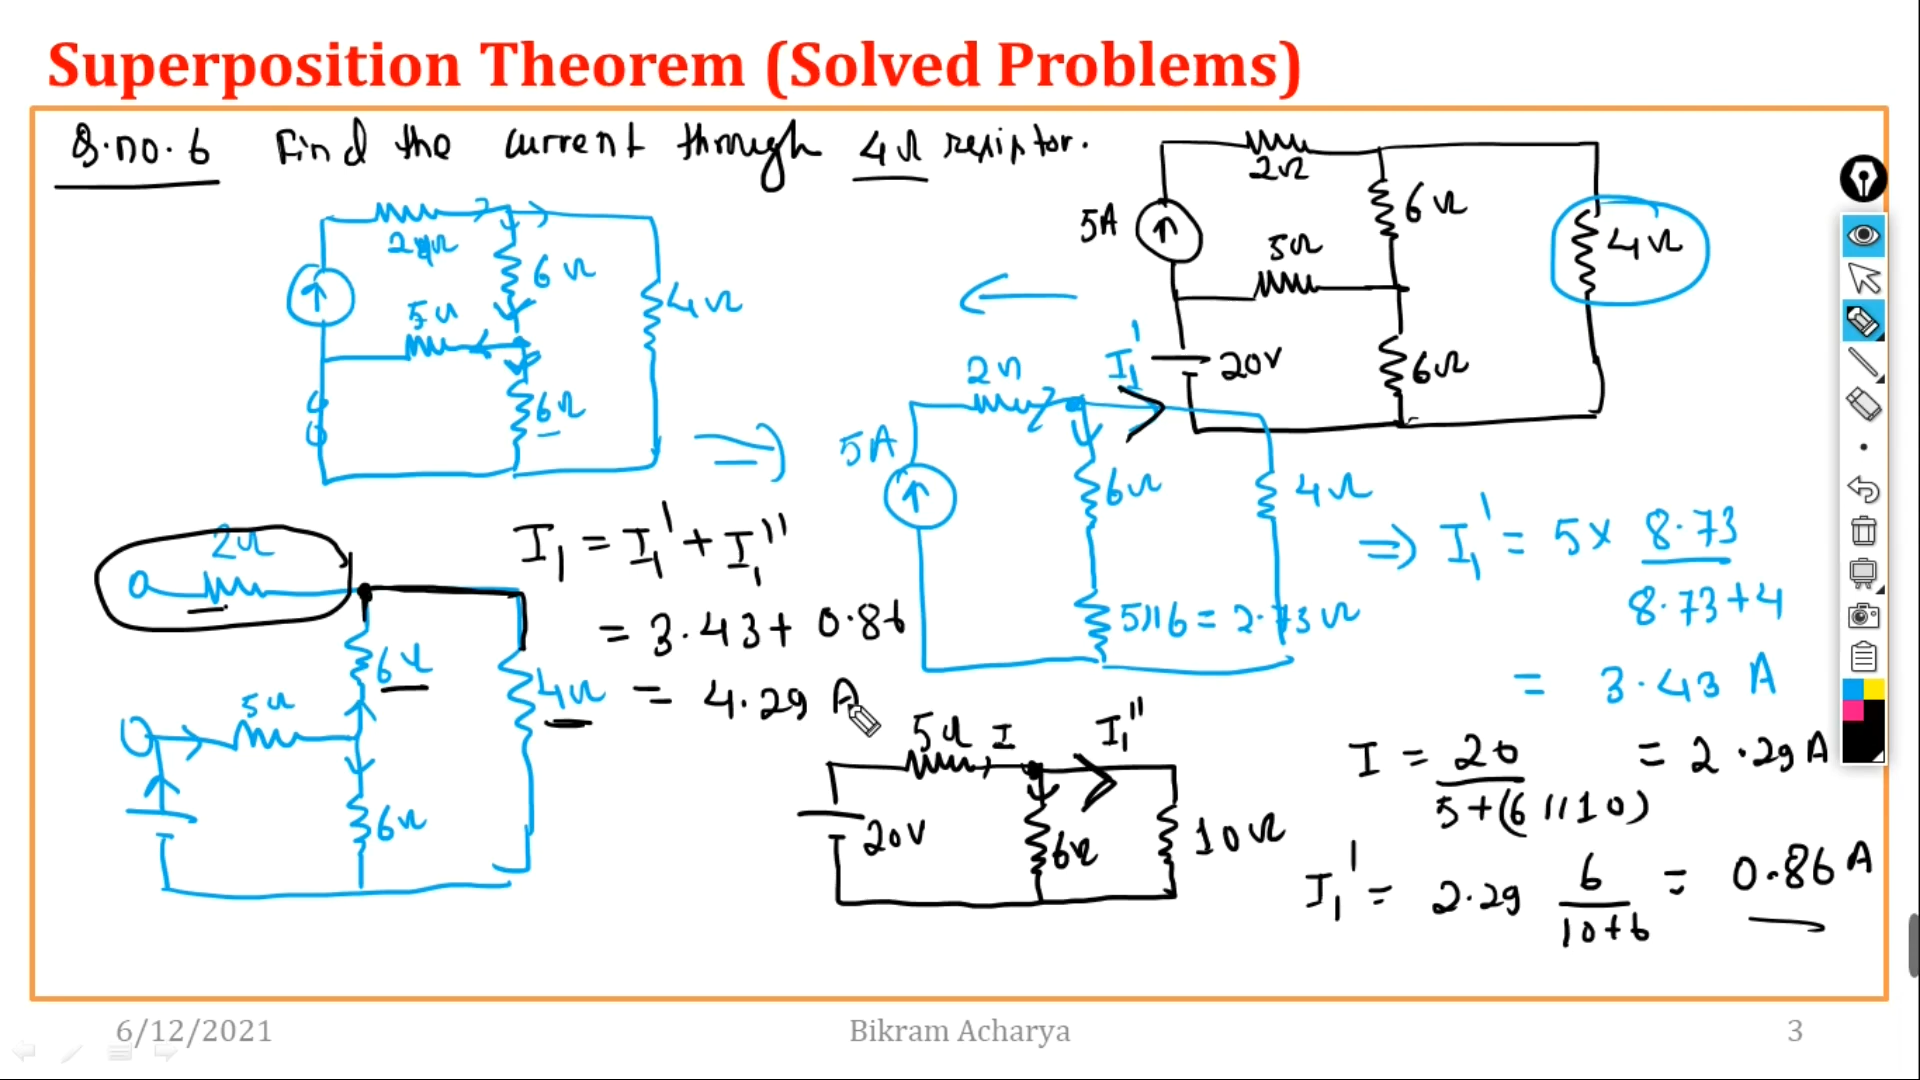 Superposition Theorem (Solved Problems)
Q.no.6 Find the current through 4Ω resistor.
2Ω
5A
6Ω
4Ω
5Ω
20V
6Ω
2Ω
6Ω
4Ω
5Ω
6Ω
2Ω
I₁'
5A
6Ω
4Ω
5||6 = 2.73Ω
⇒ I₁' = 5 × 8.73
8.73+4
= 3.43 A
I₁ = I₁' + I₁''
= 3.43 + 0.86
= 4.29 A
2Ω
6Ω
5Ω
4Ω
6Ω
5Ω I I₁''
20V
6Ω
10Ω
I = 20 = 2.29A
5+(6||10)
I₁' = 2.29 6 = 0.86A
10+6
6/12/2021
Bikram Acharya
3